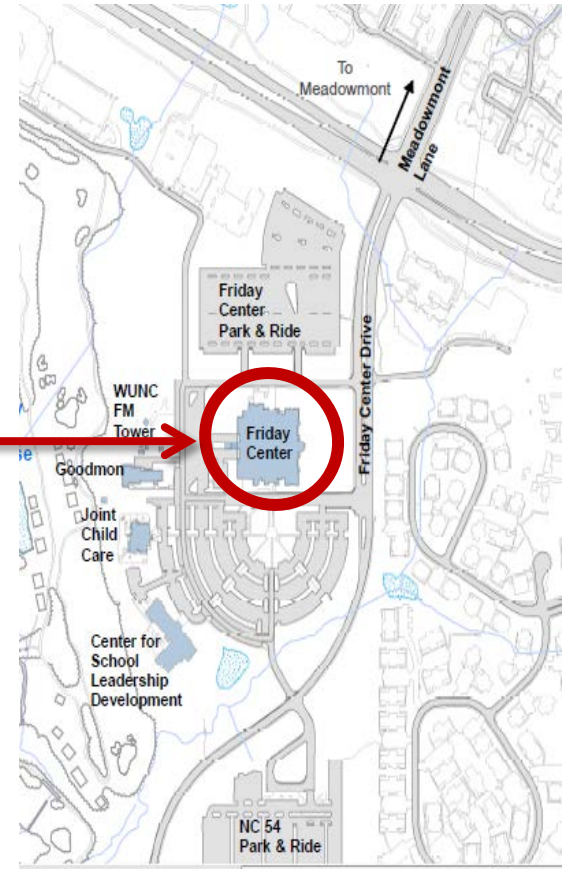 To
Meadowmont
Meadowmont
Lane
Friday
Center
Park & Ride
Friday Center Drive
WUNC
FM
Tower
Friday
Center
se
Goodmon
Joint
Child
Care
Center for
School
Leadership
Development
NC 54
Park & Ride